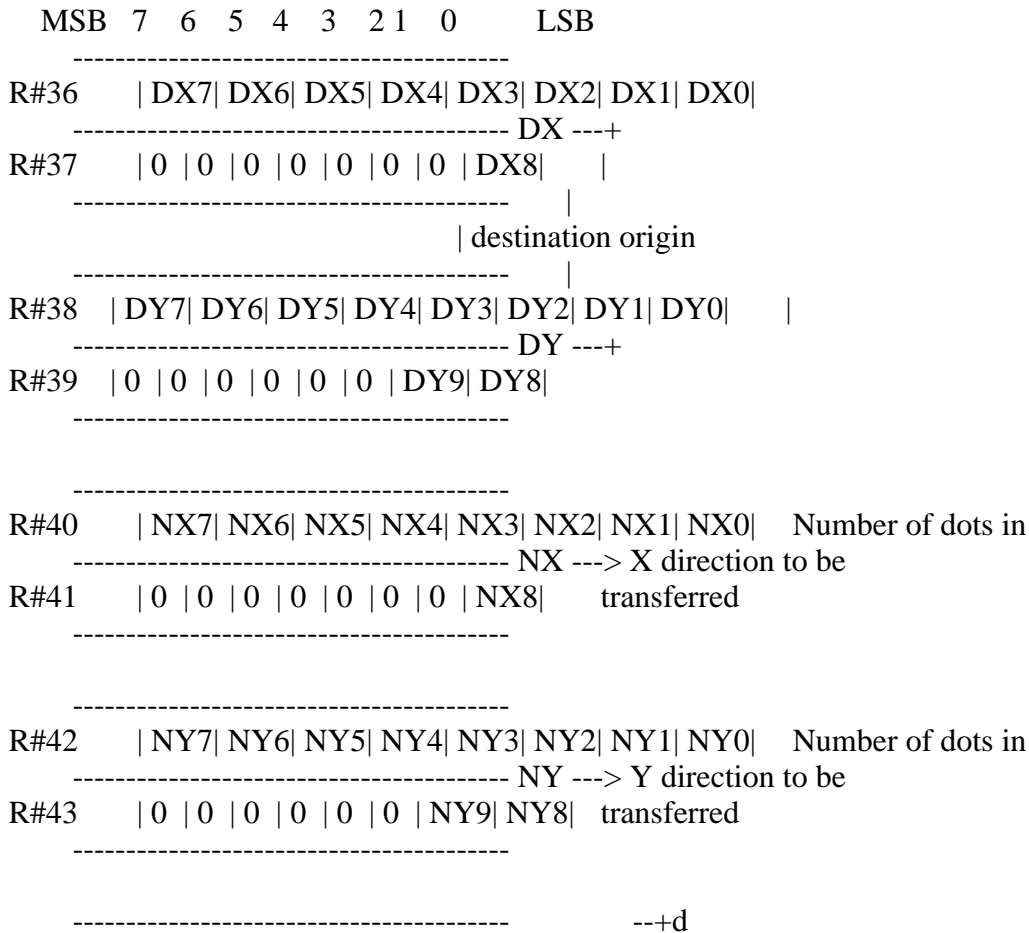 MSB 7 6 5 4 3 2 1 0 LSB
-----------------------------------------
R#36 | DX7| DX6| DX5| DX4| DX3| DX2| DX1| DX0|
----------------------------------------- DX ---+
R#37 | 0 | 0 | 0 | 0 | 0 | 0 | 0 | DX8| |
----------------------------------------- |
| destination origin
----------------------------------------- |
R#38 | DY7| DY6| DY5| DY4| DY3| DY2| DY1| DY0| |
----------------------------------------- DY ---+
R#39 | 0 | 0 | 0 | 0 | 0 | 0 | DY9| DY8|
-----------------------------------------
-----------------------------------------
R#40 | NX7| NX6| NX5| NX4| NX3| NX2| NX1| NX0| Number of dots in
----------------------------------------- NX ---> X direction to be
R#41 | 0 | 0 | 0 | 0 | 0 | 0 | 0 | NX8| transferred
-----------------------------------------
-----------------------------------------
R#42 | NY7| NY6| NY5| NY4| NY3| NY2| NY1| NY0| Number of dots in
----------------------------------------- NY ---> Y direction to be
R#43 | 0 | 0 | 0 | 0 | 0 | 0 | NY9| NY8| transferred
-----------------------------------------
----------------------------------------- --+d